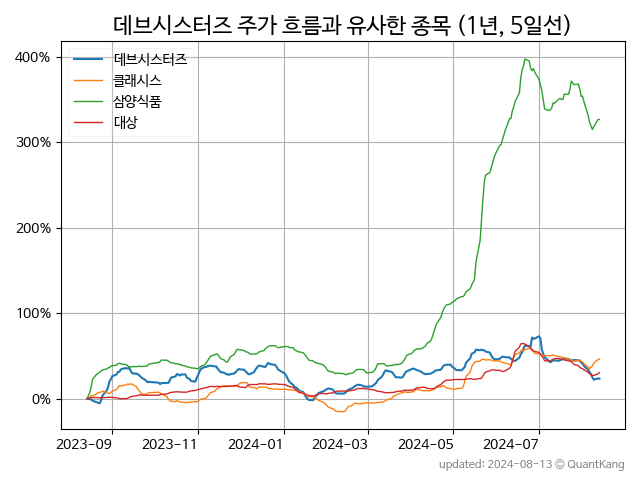 데브시스터즈 주가 흐름과 유사한 종목 (1년, 5일선)
데브시스터즈
클래시스
삼양식품
대상
400%
300%
200%
100%
0%
2023-09 2023-11 2024-01 2024-03 2024-05 2024-07
updated: 2024-08-13 © QuantKang